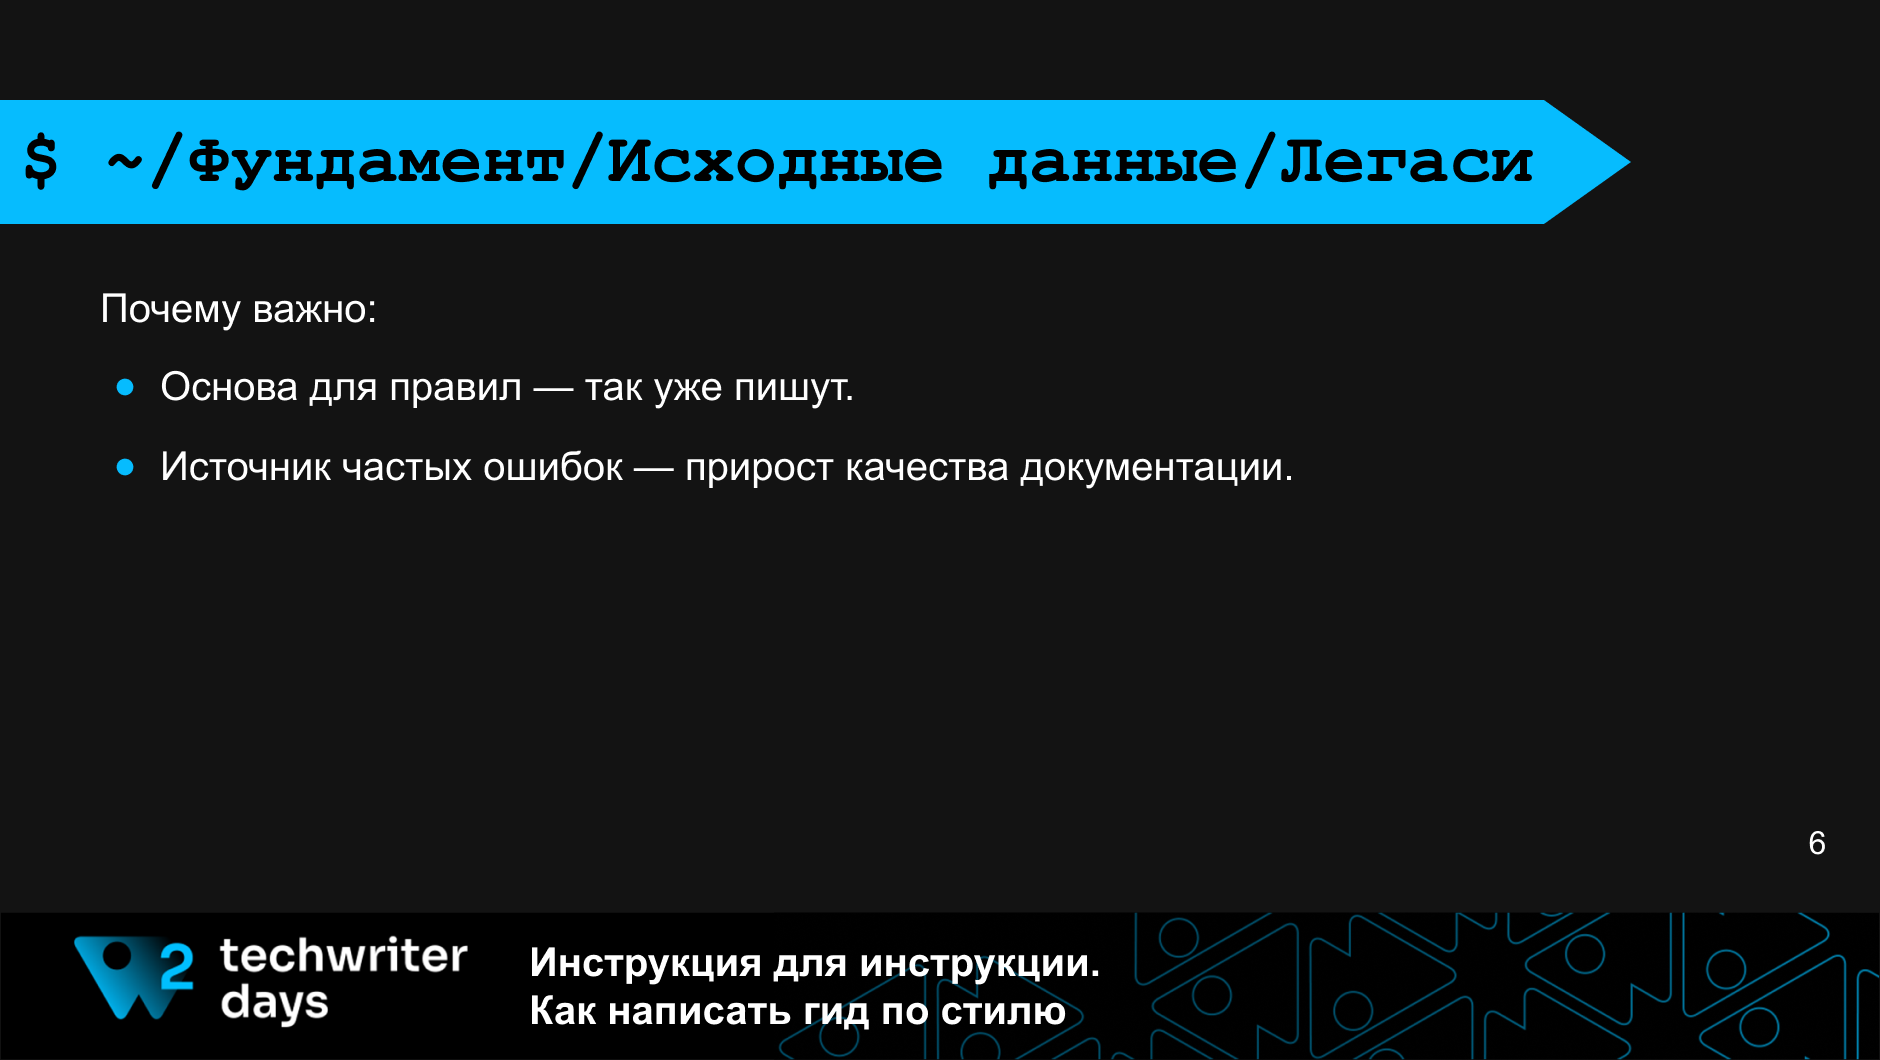 $ ~/Фундамент/Исходные данные/Легаси
Почему важно:
● Основа для правил — так уже пишут.
● Источник частых ошибок — прирост качества документации.
6
2 techwriter
days
Инструкция для инструкции.
Как написать гид по стилю